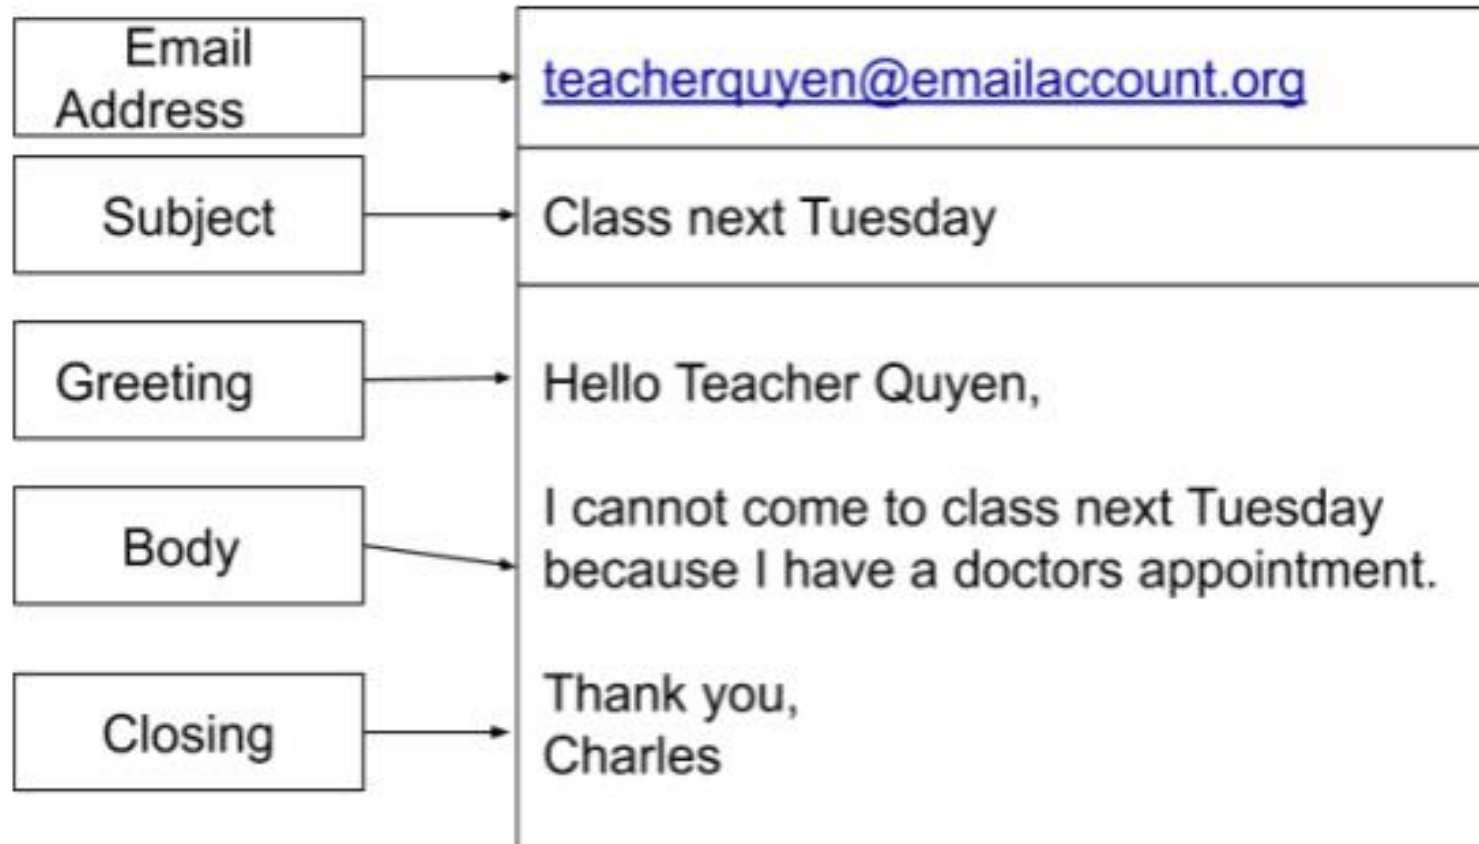 Email
Address
teacherquyen@emailaccount.org
Subject
Class next Tuesday
Greeting
Hello Teacher Quyen,
Body
I cannot come to class next Tuesday
because I have a doctors appointment.
Closing
Thank you,
Charles